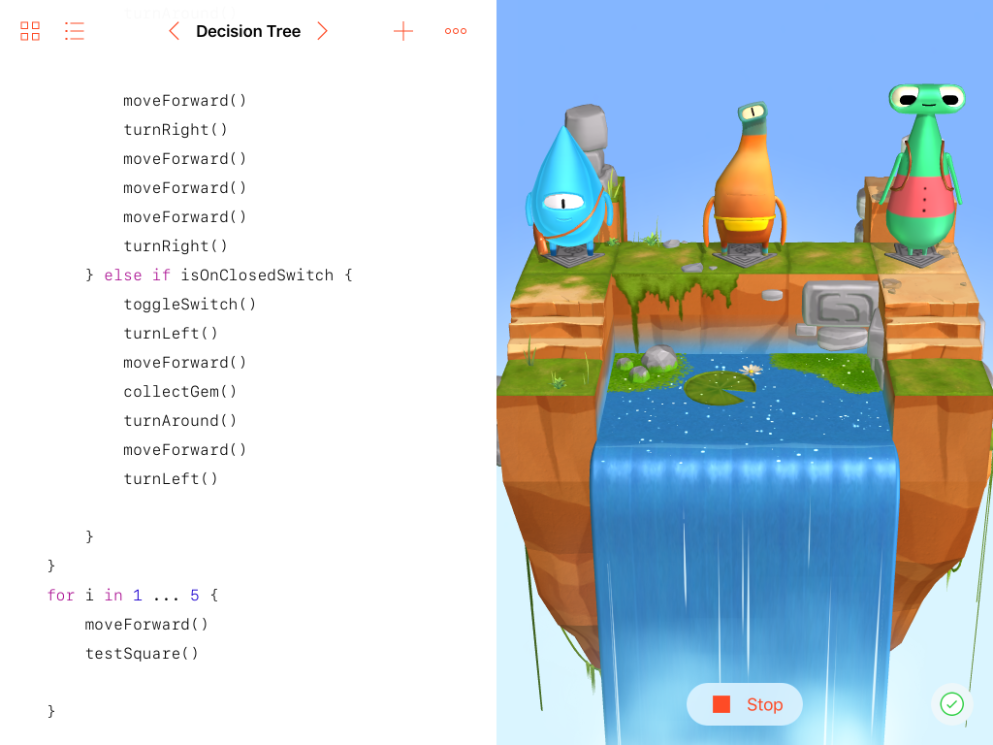 turnAround()
Decision Tree
moveForward()
turnRight()
moveForward()
moveForward()
moveForward()
turnRight()
} else if isOnClosedSwitch {
toggleSwitch()
turnLeft()
moveForward()
collectGem()
turnAround()
moveForward()
turnLeft()
}
}
for i in 1 ... 5 {
moveForward()
testSquare()
}
Stop